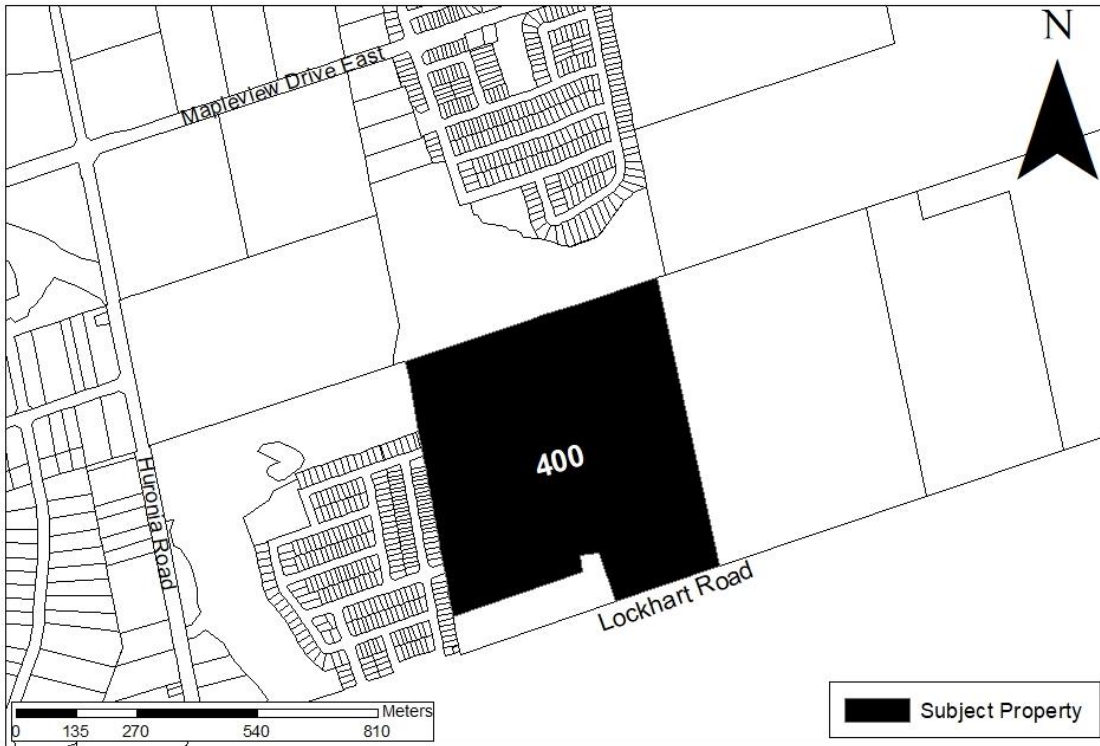 N
Mapleview Drive East
400
Huronia Road
Lockhart Road
Meters
0 135 270 540 810
Subject Property